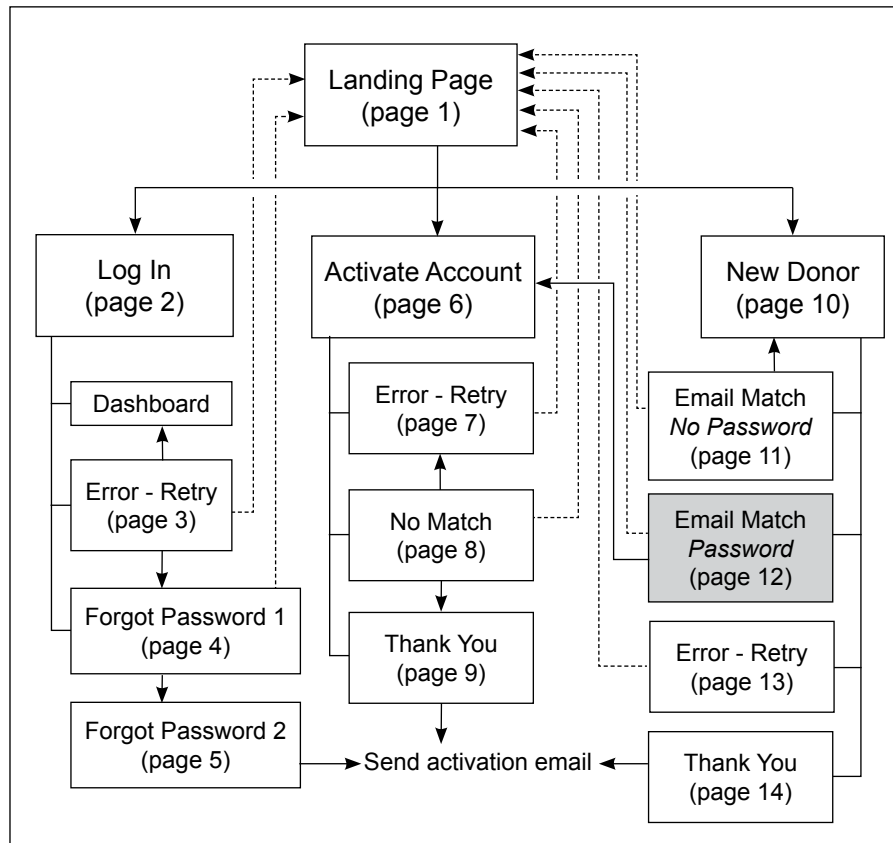 Landing Page
(page 1)
Log In
(page 2)
Activate Account
(page 6)
New Donor
(page 10)
Dashboard
Error - Retry
(page 3)
Forgot Password 1
(page 4)
Forgot Password 2
(page 5)
Error - Retry
(page 7)
No Match
(page 8)
Thank You
(page 9)
Send activation email
Email Match
No Password
(page 11)
Email Match
Password
(page 12)
Error - Retry
(page 13)
Thank You
(page 14)